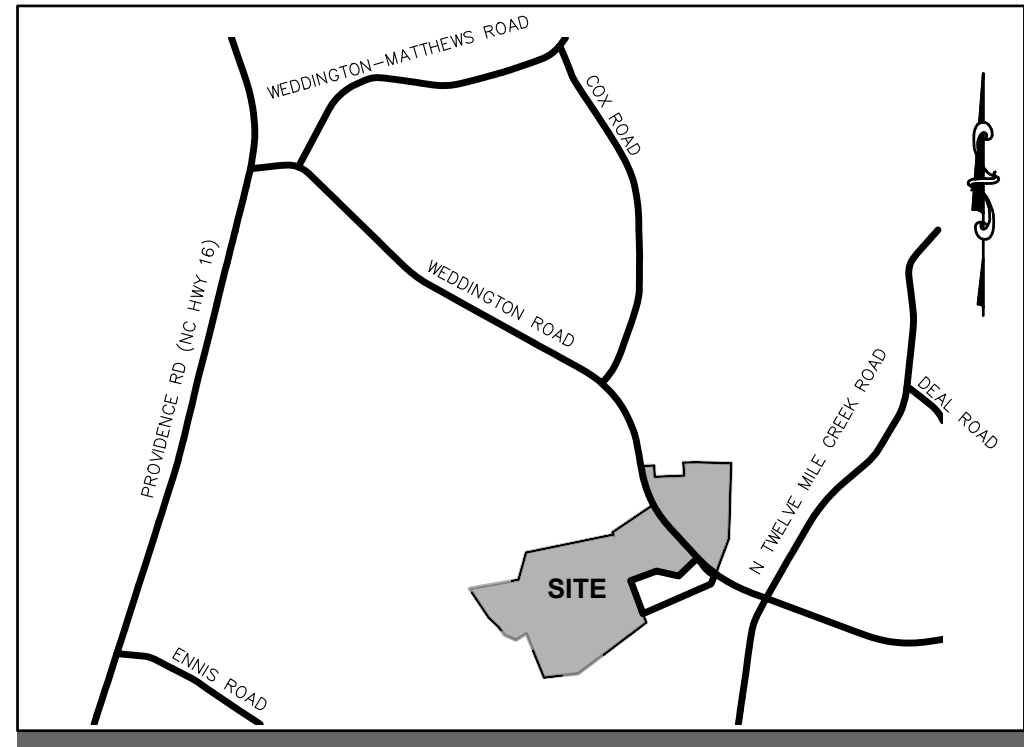 WEDDINGTON-MATTHEWS ROAD
COX ROAD
WEDDINGTON ROAD
PROVIDENCE RD (NC HWY 16)
N TWELVE MILE CREEK ROAD
DEAL ROAD
SITE
ENNIS ROAD